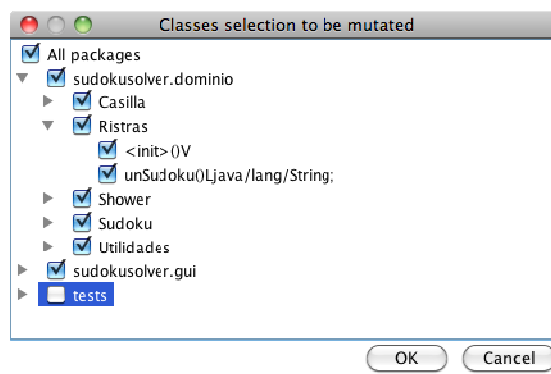 Classes selection to be mutated
All packages
sudokusolver.dominio
Casilla
Ristras
<init>()V
unSudoku()Ljava/lang/String;
Shower
Sudoku
Utilidades
sudokusolver.gui
tests
OK
Cancel